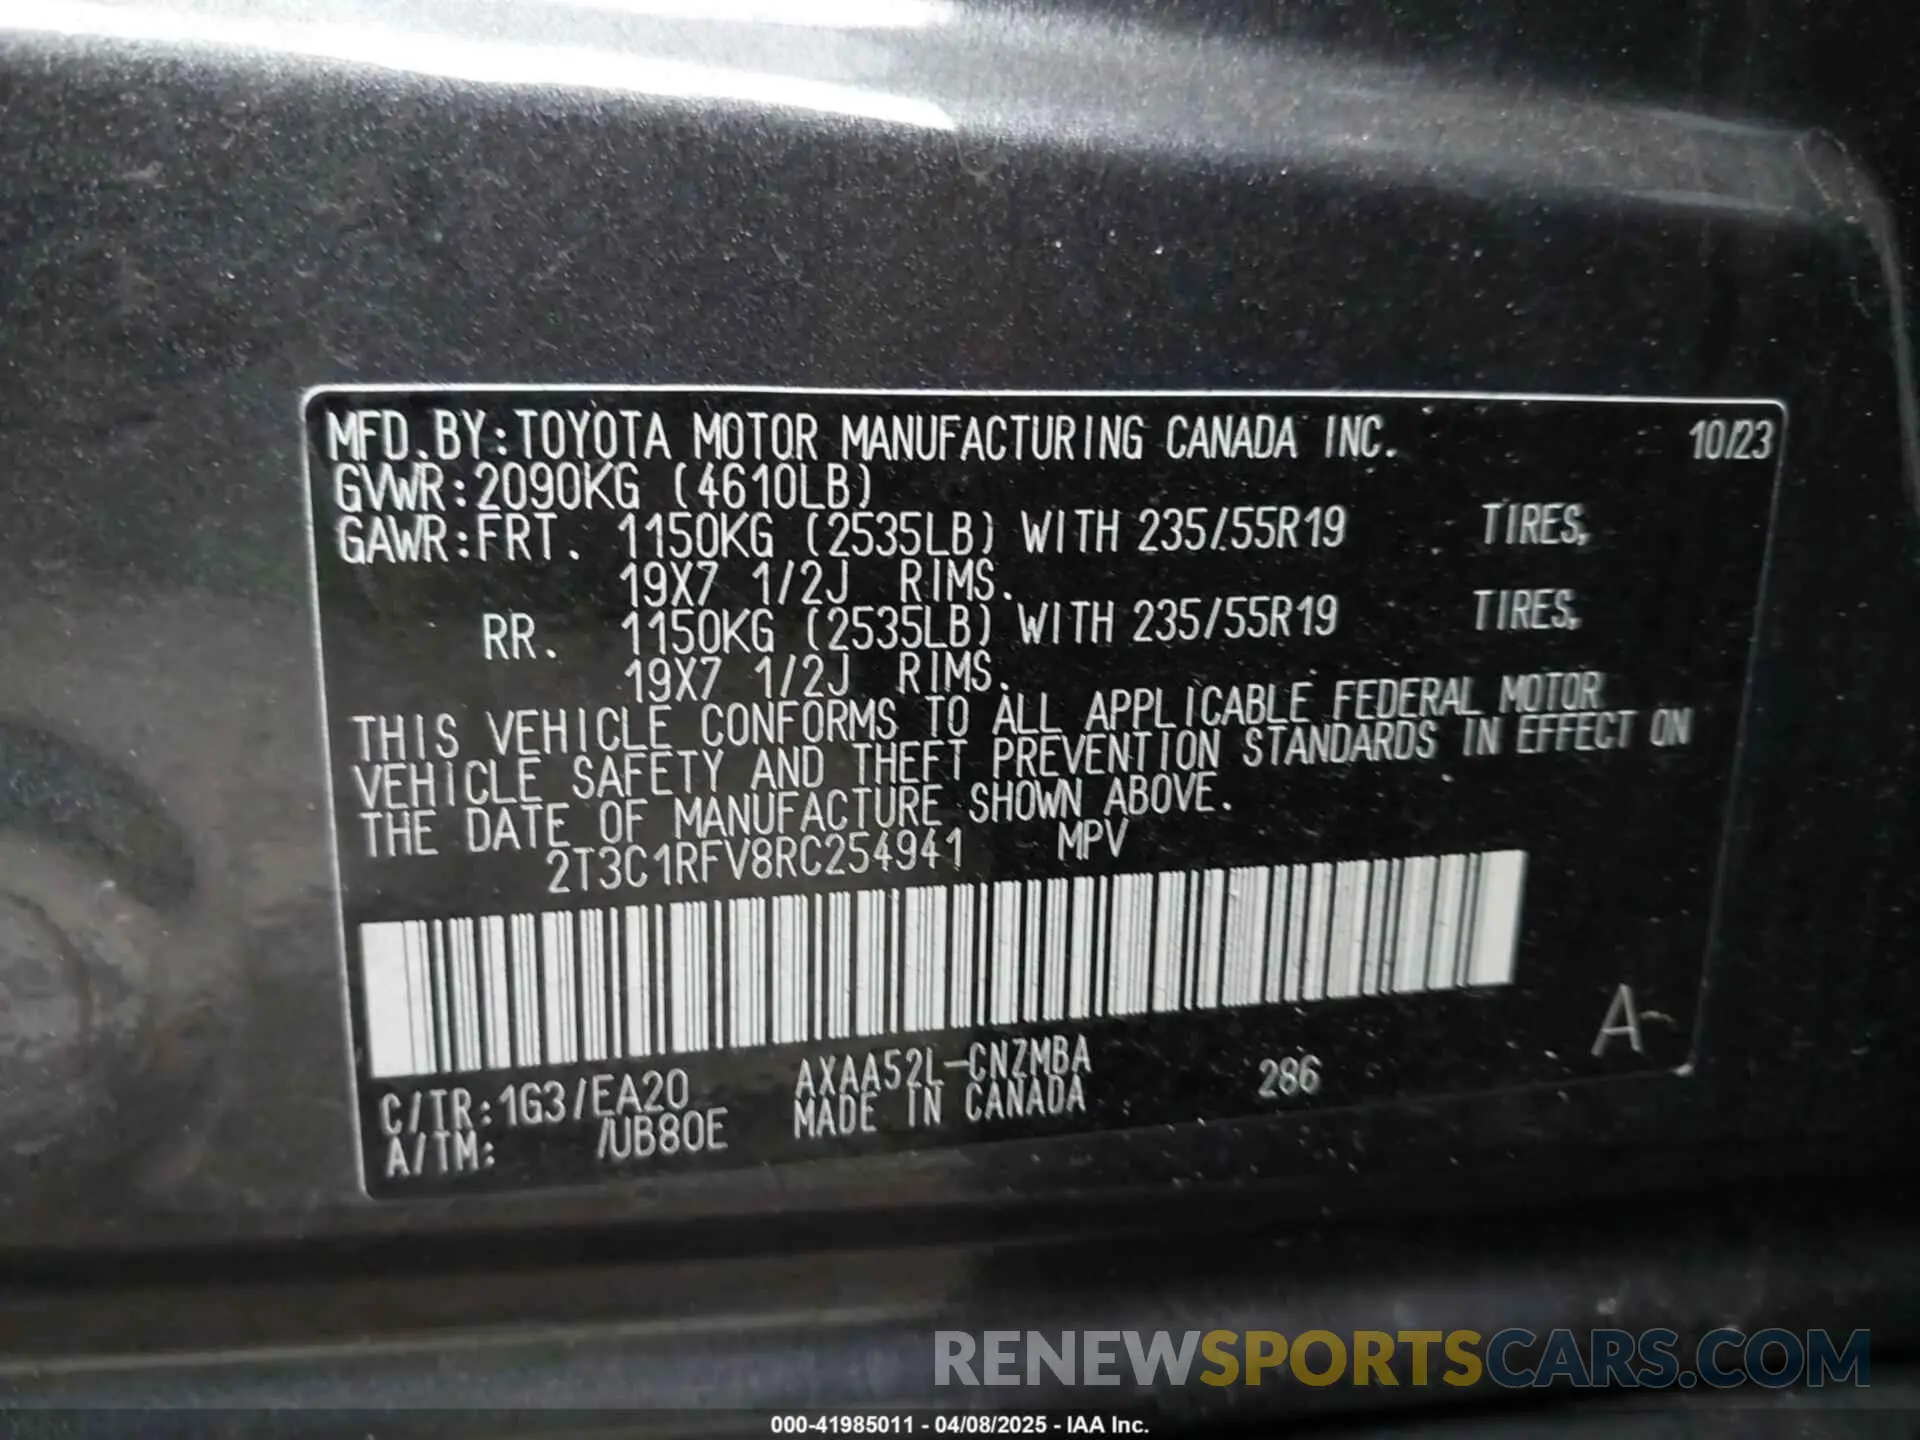 MFD.BY:TOYOTA MOTOR MANUFACTURING CANADA INC. 10/23
GVWR:2090KG (4610LB)
GAWR:FRT. 1150KG (2535LB) WITH 235/55R19 TIRES,
19X7 1/2J RIMS.
RR. 1150KG (2535LB) WITH 235/55R19 TIRES,
19X7 1/2J RIMS.
THIS VEHICLE CONFORMS TO ALL APPLICABLE FEDERAL MOTOR
VEHICLE SAFETY AND THEFT PREVENTION STANDARDS IN EFFECT ON
THE DATE OF MANUFACTURE SHOWN ABOVE.
2T3C1RFV8RC254941 MPV
C/TR:1G3/EA20 AXAA52L-CNZMBA 286 A
A/TM: /UB80E MADE IN CANADA
RENEWSPORTSCARS.COM
000-41985011 - 04/08/2025 - IAA Inc.